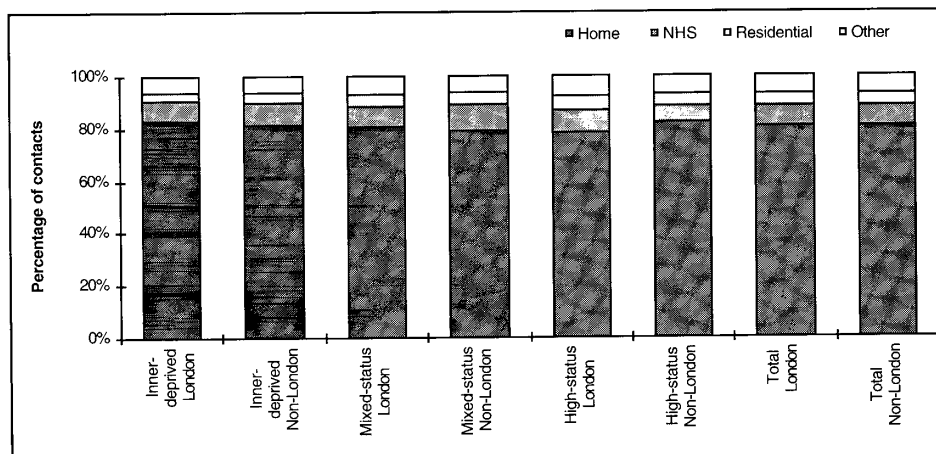 Home NHS Residential Other
Percentage of contacts
100%
80%
60%
40%
20%
0%
Inner-
deprived
London
Inner-
deprived
Non-London
Mixed-status
London
Mixed-status
Non-London
High-status
London
High-status
Non-London
Total
London
Total
Non-London